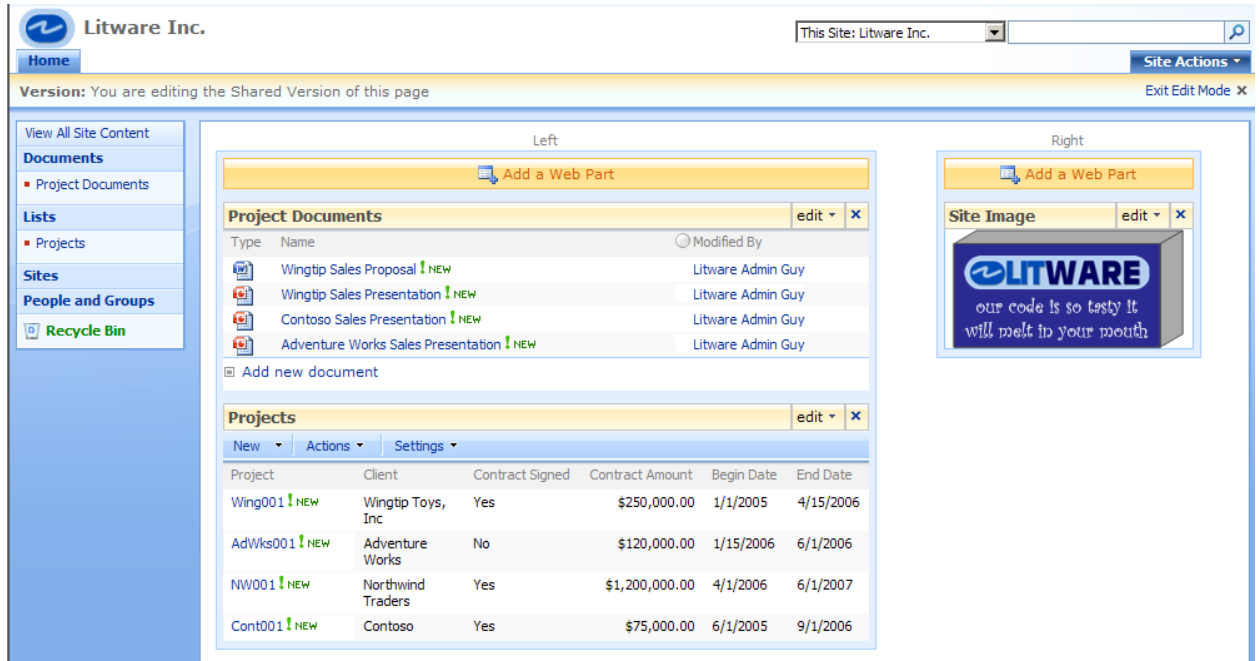 Litware Inc.
This Site: Litware Inc.
Home
Site Actions
Version: You are editing the Shared Version of this page
Exit Edit Mode
View All Site Content
Documents
Project Documents
Lists
Projects
Sites
People and Groups
Recycle Bin
Left
Add a Web Part
Project Documents edit
Type Name Modified By
Wingtip Sales Proposal ! NEW Litware Admin Guy
Wingtip Sales Presentation ! NEW Litware Admin Guy
Contoso Sales Presentation ! NEW Litware Admin Guy
Adventure Works Sales Presentation ! NEW Litware Admin Guy
Add new document
Projects edit
New Actions Settings
Project Client Contract Signed Contract Amount Begin Date End Date
Wing001 ! NEW Wingtip Toys, Yes $250,000.00 1/1/2005 4/15/2006
Inc
AdWks001 ! NEW Adventure No $120,000.00 1/15/2006 6/1/2006
Works
NW001 ! NEW Northwind Yes $1,200,000.00 4/1/2006 6/1/2007
Traders
Cont001 ! NEW Contoso Yes $75,000.00 6/1/2005 9/1/2006
Right
Add a Web Part
Site Image edit
LITWARE
our code is so tasty it
will melt in your mouth